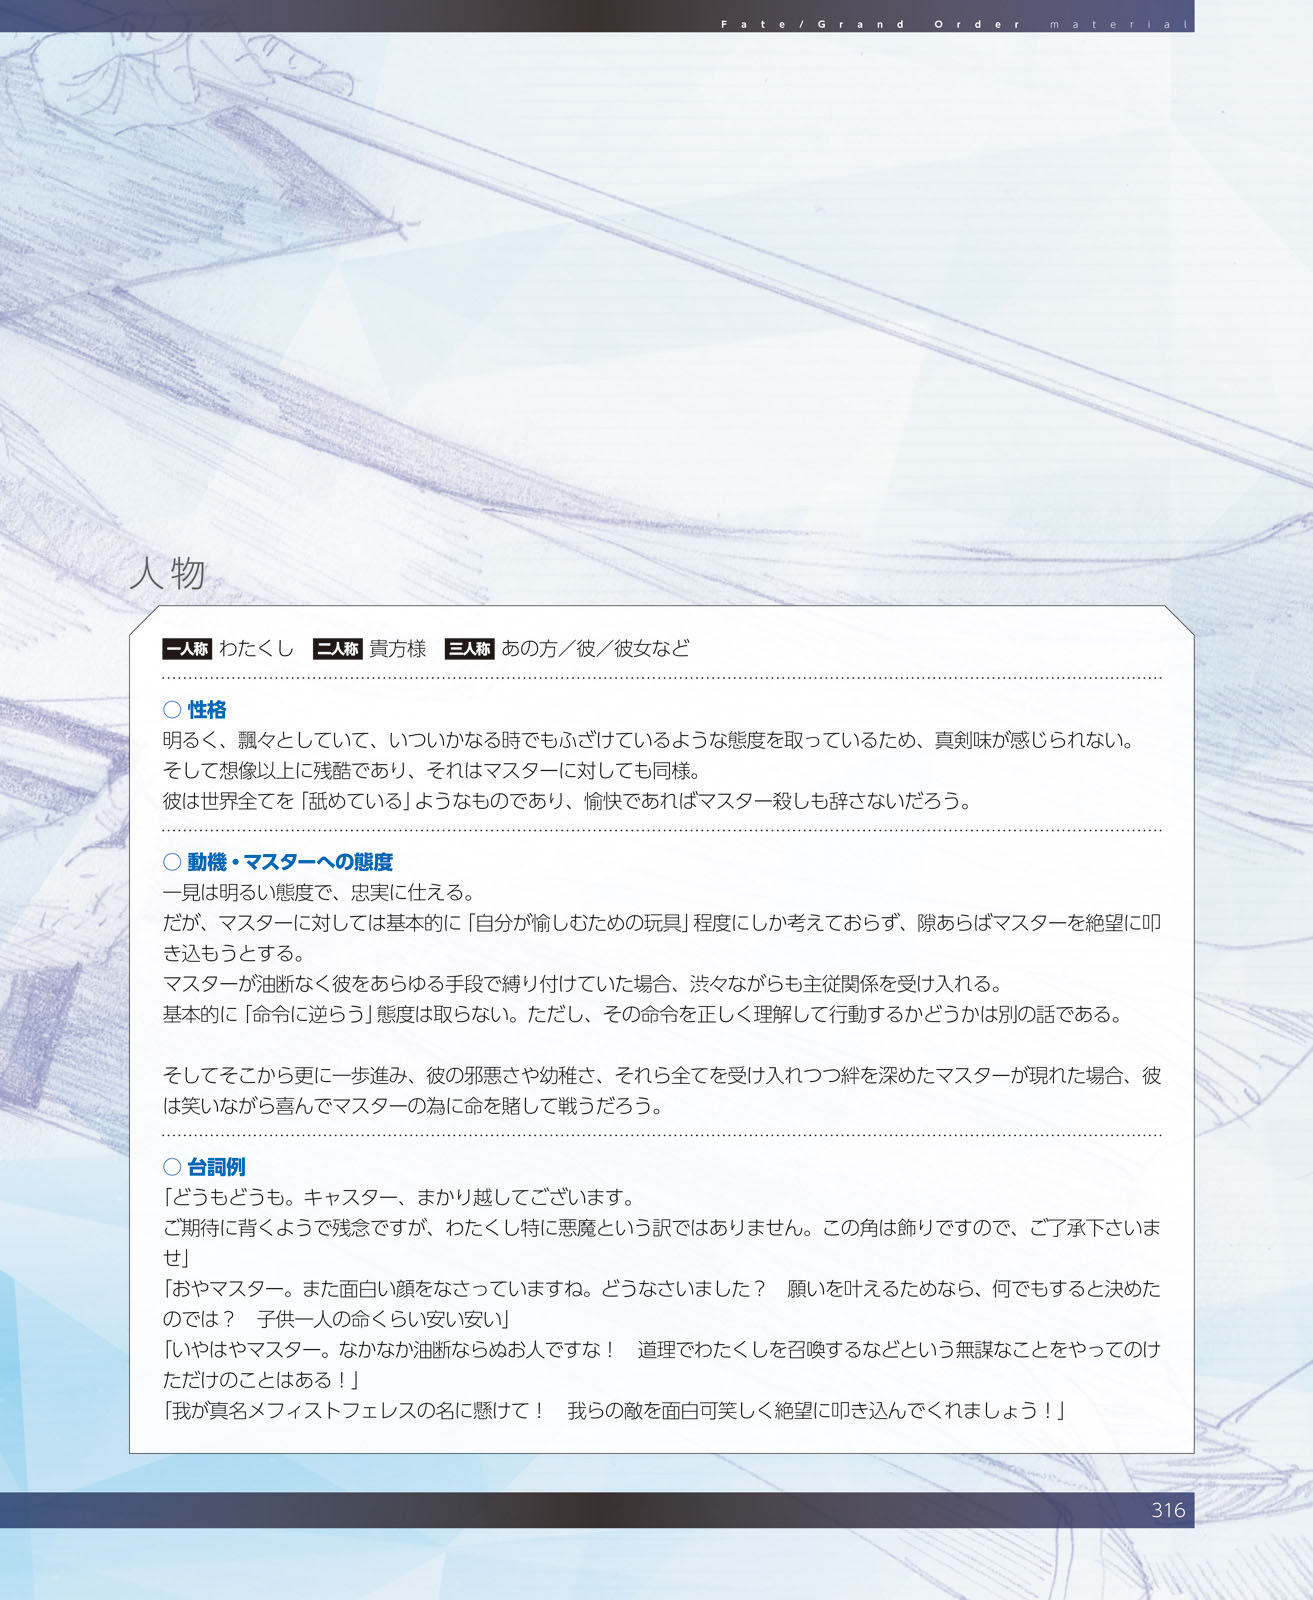 Fate/Grand Order material
人物
一人称 わたくし 二人称 貴方様 三人称 あの方／彼／彼女など
○ 性格
明るく、飄々としていて、いついかなる時でもふざけているような態度を取っているため、真剣味が感じられない。
そして想像以上に残酷であり、それはマスターに対しても同様。
彼は世界全てを「舐めている」ようなものであり、愉快であればマスター殺しも辞さないだろう。
○ 動機・マスターへの態度
一見は明るい態度で、忠実に仕える。
だが、マスターに対しては基本的に「自分が愉しむための玩具」程度にしか考えておらず、隙あらばマスターを絶望に叩
き込もうとする。
マスターが油断なく彼をあらゆる手段で縛り付けていた場合、渋々ながらも主従関係を受け入れる。
基本的に「命令に逆らう」態度は取らない。ただし、その命令を正しく理解して行動するかどうかは別の話である。
そしてそこから更に一歩進み、彼の邪悪さや幼稚さ、それら全てを受け入れつつ絆を深めたマスターが現れた場合、彼
は笑いながら喜んでマスターの為に命を賭して戦うだろう。
○ 台詞例
「どうもどうも。キャスター、まかり越してございます。
ご期待に背くようで残念ですが、わたくし特に悪魔という訳ではありません。この角は飾りですので、ご了承下さいま
せ」
「おやマスター。また面白い顔をなさっていますね。どうなさいました？　願いを叶えるためなら、何でもすると決めた
のでは？　子供一人の命くらい安い安い」
「いやはやマスター。なかなか油断ならぬお人ですな！　道理でわたくしを召喚するなどという無謀なことをやってのけ
ただけのことはある！」
「我が真名メフィストフェレスの名に懸けて！　我らの敵を面白可笑しく絶望に叩き込んでくれましょう！」
316